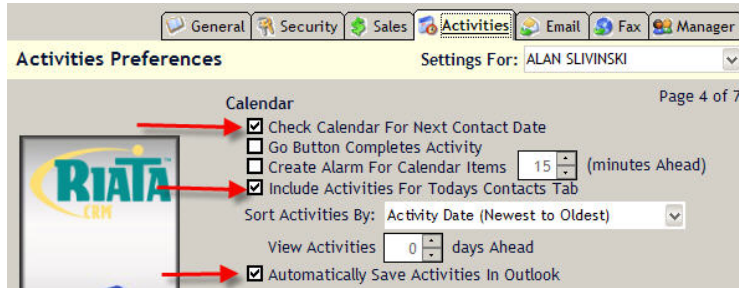 General Security Sales Activities Email Fax Manager
Activities Preferences Settings For: ALAN SLIVINSKI
Page 4 of 7
Calendar
Check Calendar For Next Contact Date
Go Button Completes Activity
Create Alarm For Calendar Items 15 (minutes Ahead)
Include Activities For Todays Contacts Tab
Sort Activities By: Activity Date (Newest to Oldest)
View Activities 0 days Ahead
Automatically Save Activities In Outlook
RIATA
CRM